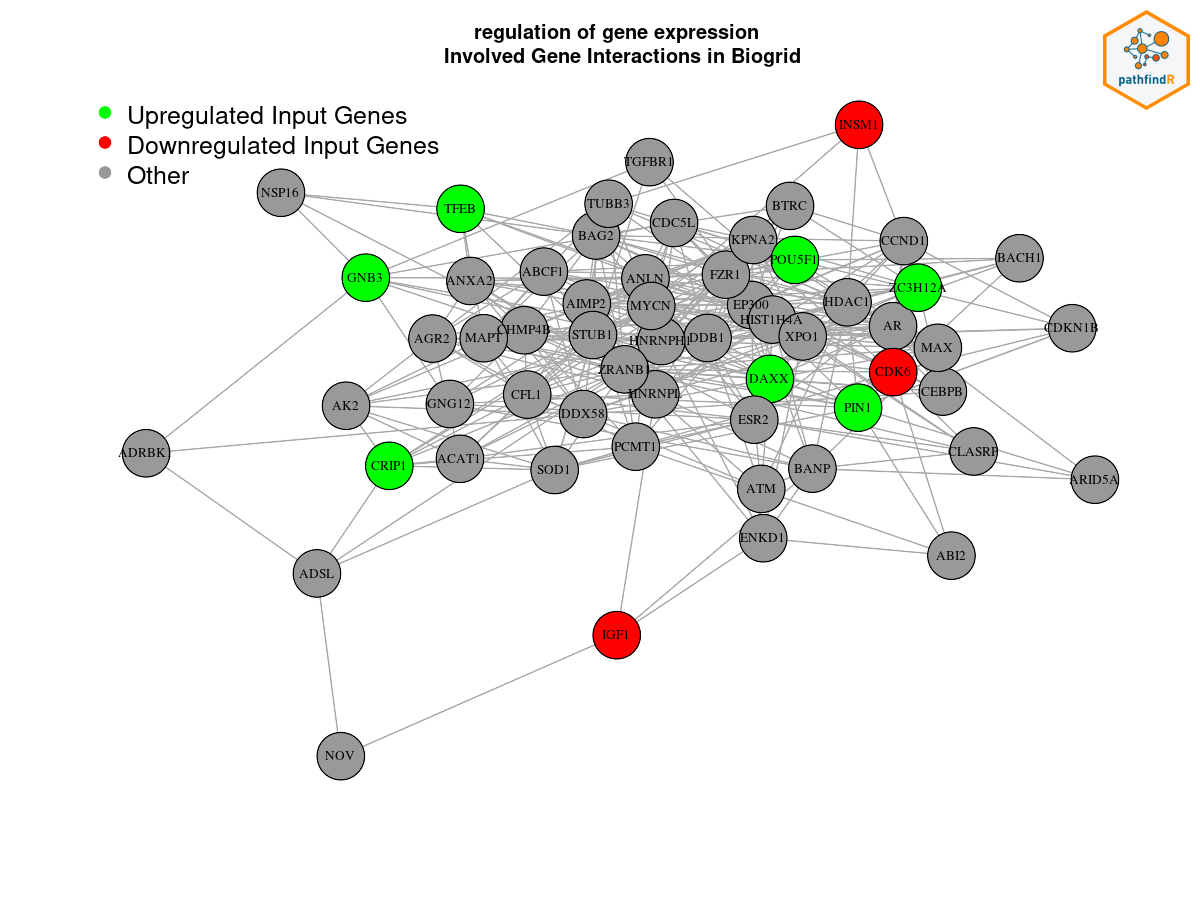 regulation of gene expression
Involved Gene Interactions in Biogrid
pathfindR
Upregulated Input Genes
Downregulated Input Genes
Other
INSM1
TGFBR1
NSP16
TFEB
TUBB3
BTRC
CDC5L
BAG2
KPNA2
CCND1
POU5F1
BACH1
GNB3
ANXA2
ABCF1
ANLN
FZR1
ZC3H12A
AIMP2
MYCN
EP300
HDAC1
HIST1H4A
AR
CDKN1B
AGR2
MAPT
CHMP4B
STUB1
HNRNPH1
DDB1
XPO1
MAX
ZRANB1
DAXX
CDK6
CEBPB
AK2
GNG12
CFL1
HNRNPL
DDX58
PIN1
ESR2
ADRBK
CRIP1
ACAT1
SOD1
PCMT1
BANP
CLASRP
ATM
ARID5A
ENKD1
ABI2
ADSL
IGF1
NOV